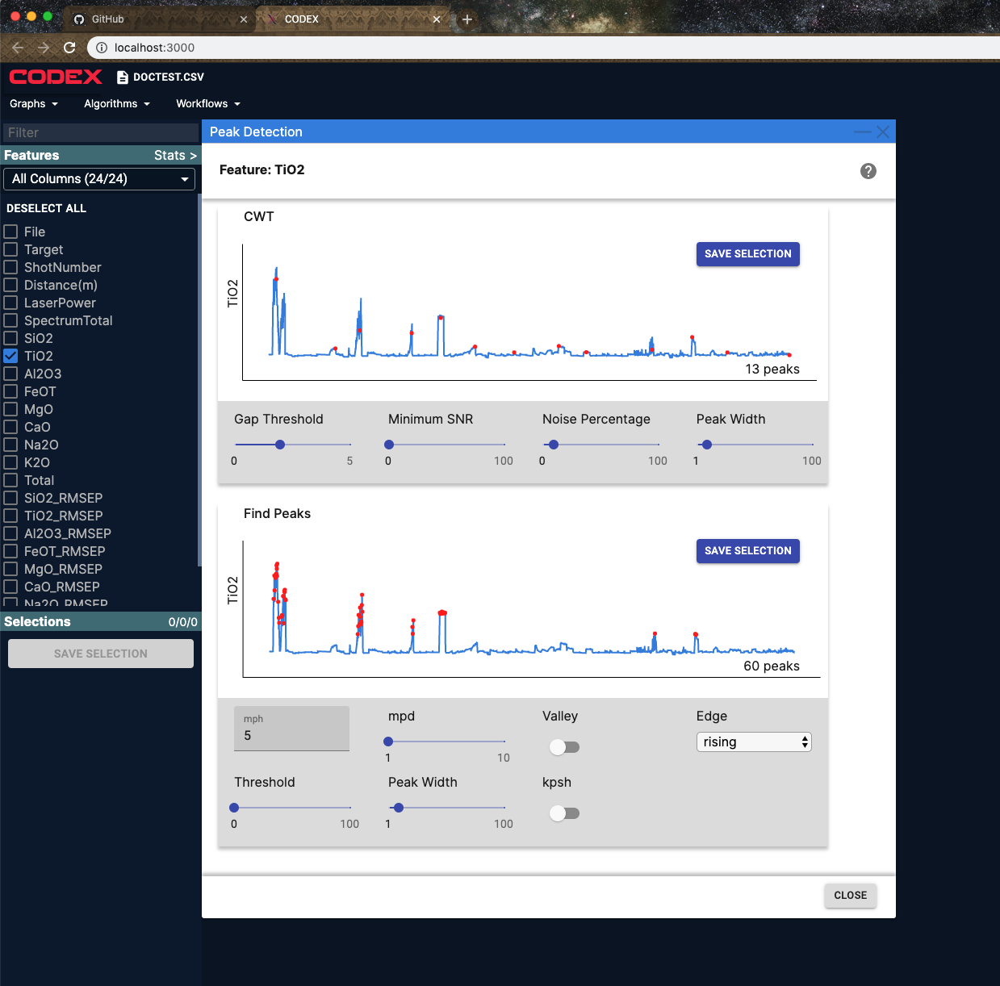 GitHub
CODEX
localhost:3000
CODEX DOCTEST.CSV
Graphs Algorithms Workflows
Filter
Features Stats >
All Columns (24/24)
DESELECT ALL
File
Target
ShotNumber
Distance(m)
LaserPower
SpectrumTotal
SiO2
TiO2
Al2O3
FeOT
MgO
CaO
Na2O
K2O
Total
SiO2_RMSEP
TiO2_RMSEP
Al2O3_RMSEP
FeOT_RMSEP
MgO_RMSEP
CaO_RMSEP
Na2O_RMSEP
Selections 0/0/0
SAVE SELECTION
Peak Detection
Feature: TiO2
CWT
SAVE SELECTION
TiO2
13 peaks
Gap Threshold Minimum SNR Noise Percentage Peak Width
0 5 0 100 0 100 1 100
Find Peaks
SAVE SELECTION
TiO2
60 peaks
mph mpd Valley Edge
5 rising
1 10
Threshold Peak Width kpsh
0 100 1 100
CLOSE